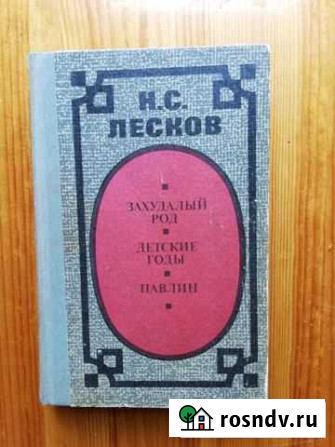 Н.С.
ЛЕСКОВ
ЗАХУДАЛЫЙ
РОД
ДЕТСКИЕ
ГОДЫ
ПАВЛИН
rosndv.ru